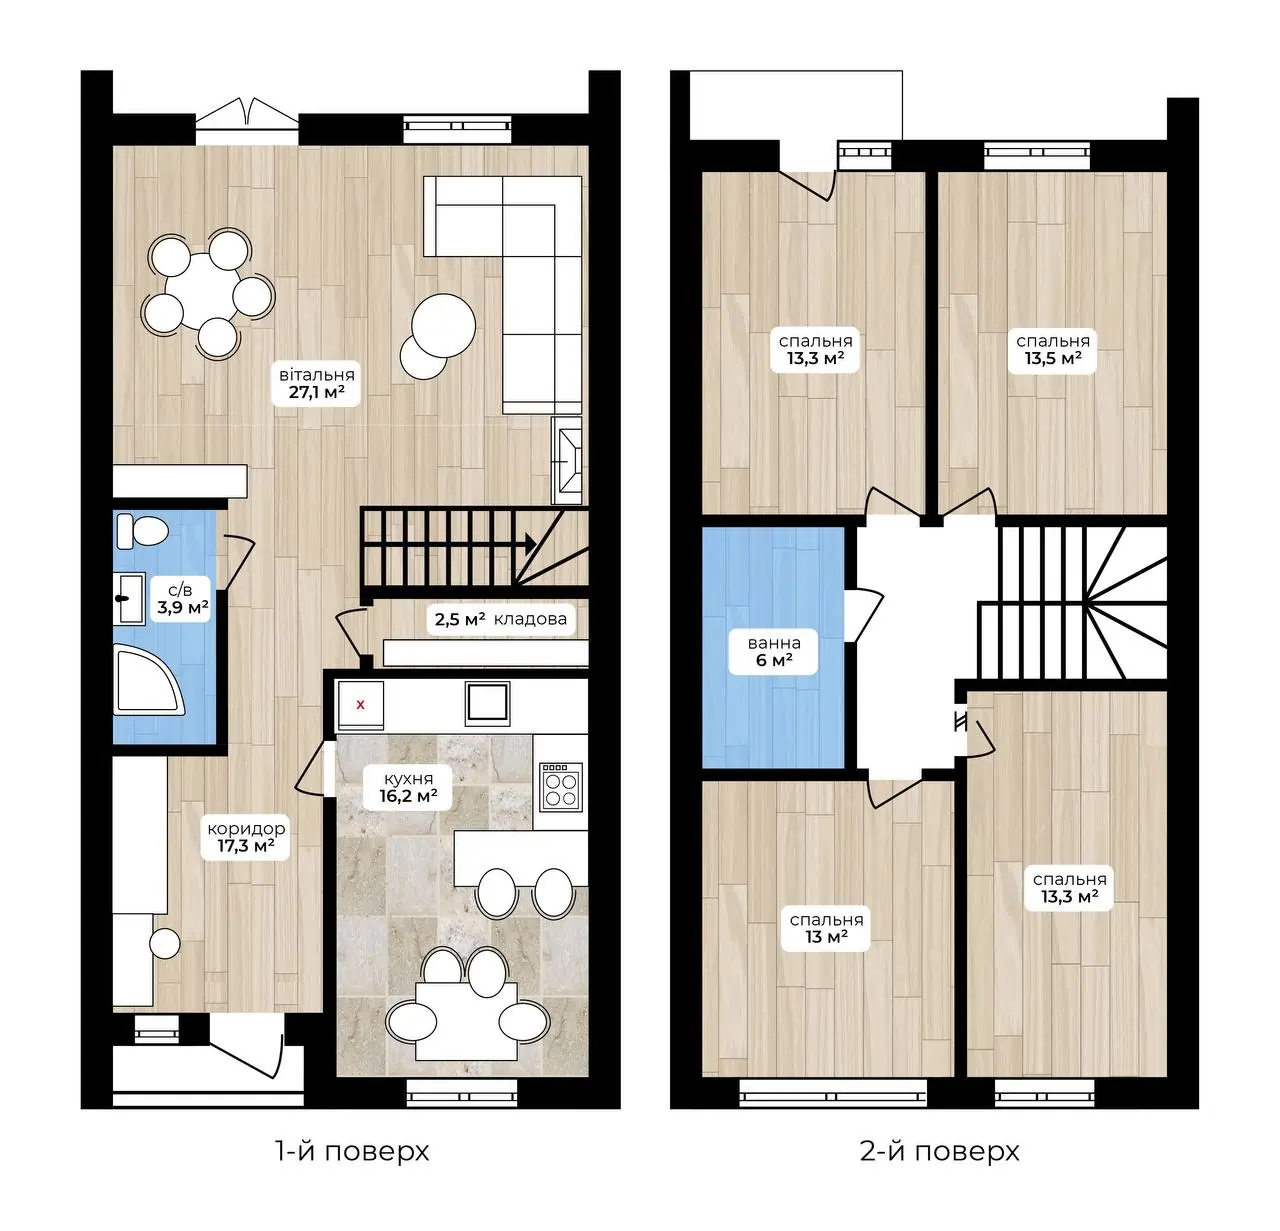 вітальня
27,1 м²
с/в
3,9 м²
2,5 м² кладова
x
кухня
16,2 м²
коридор
17,3 м²
1-й поверх
спальня
13,3 м²
спальня
13,5 м²
ванна
6 м²
спальня
13,3 м²
спальня
13 м²
2-й поверх